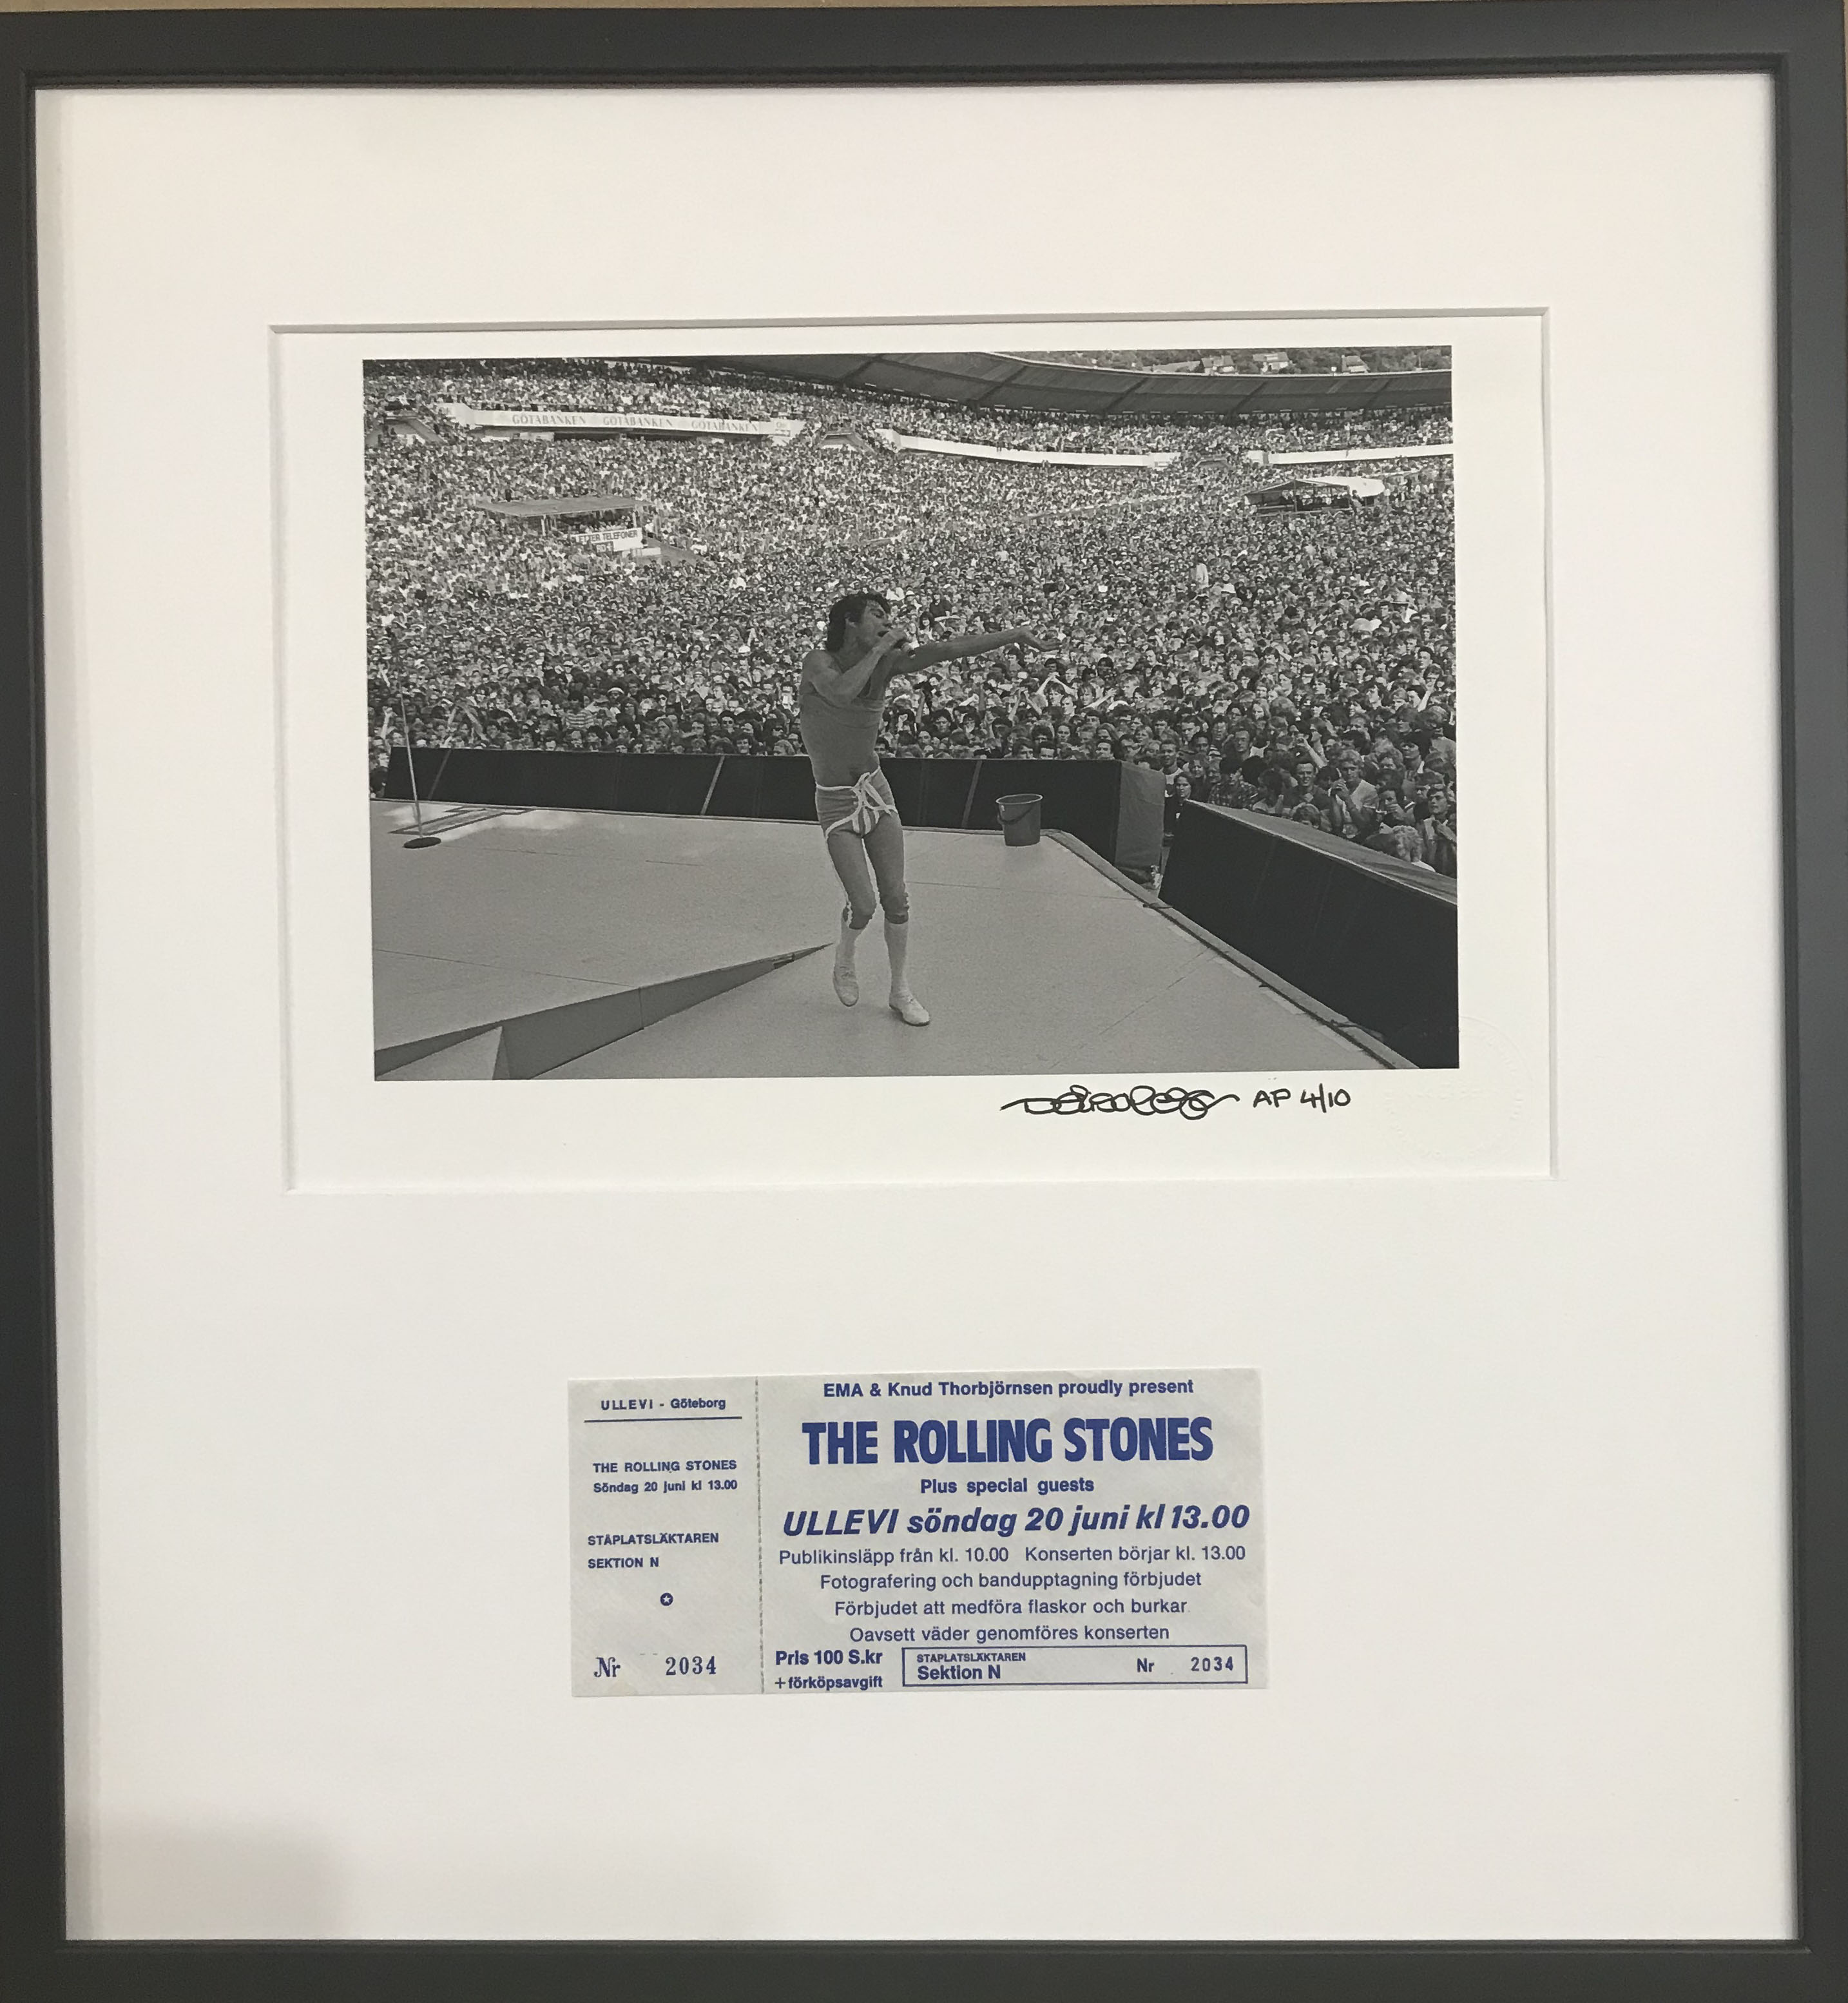 GÖTABANKEN GÖTABANKEN GÖTABANKEN
ETTER TELEFONER
AP 4/10
ULLEVI - Göteborg
THE ROLLING STONES
Söndag 20 juni kl 13.00
STÅPLATSLÄKTAREN
SEKTION N
Nr 2034
EMA & Knud Thorbjörnsen proudly present
THE ROLLING STONES
Plus special guests
ULLEVI söndag 20 juni kl 13.00
Publikinsläpp från kl. 10.00 Konserten börjar kl. 13.00
Fotografering och bandupptagning förbjudet
Förbjudet att medföra flaskor och burkar
Oavsett väder genomföres konserten
Pris 100 S.kr
+förköpsavgift
STÅPLATSLÄKTAREN
Sektion N
Nr 2034